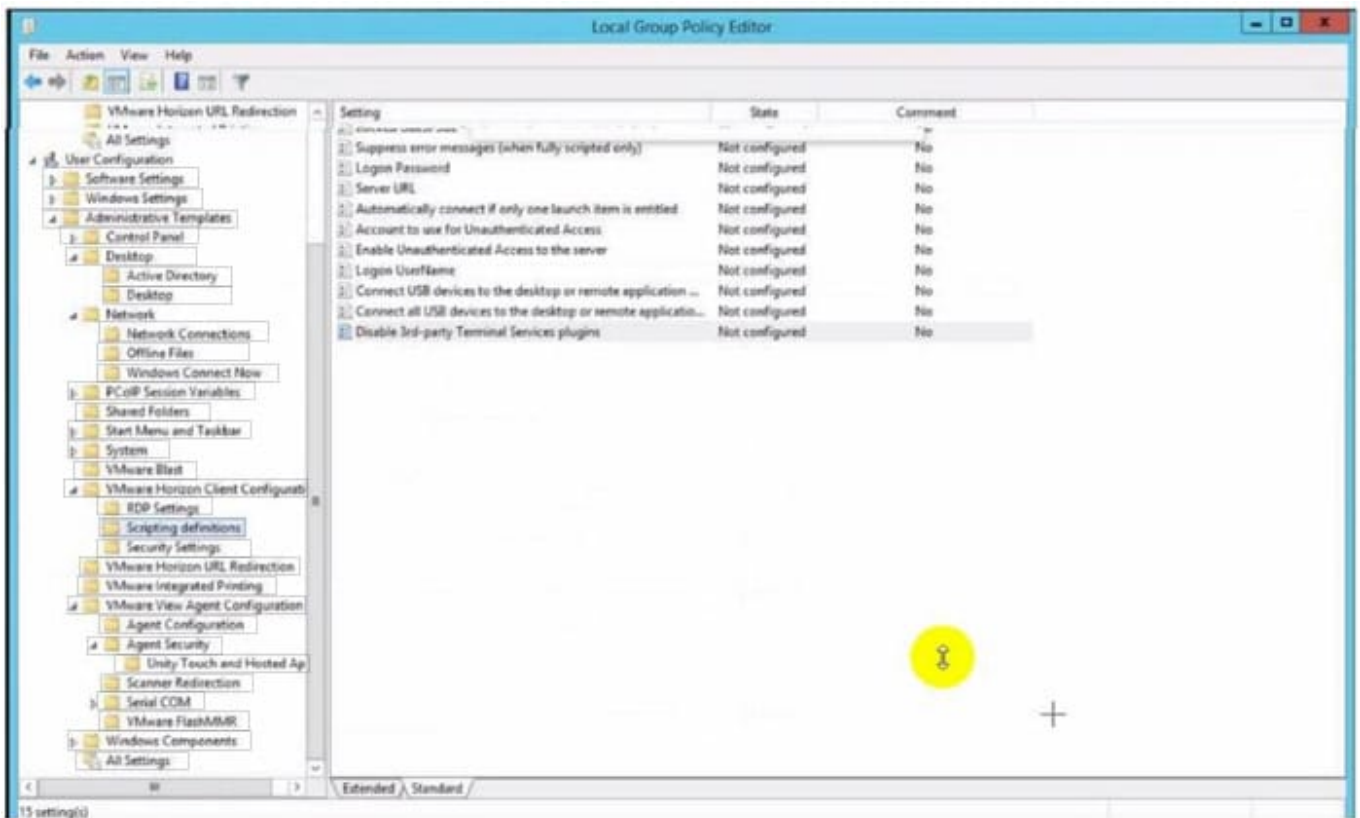 Local Group Policy Editor
File Action View Help
VMware Horizon URL Redirection
All Settings
User Configuration
Software Settings
Windows Settings
Administrative Templates
Control Panel
Desktop
Active Directory
Desktop
Network
Network Connections
Offline Files
Windows Connect Now
PCoIP Session Variables
Shared Folders
Start Menu and Taskbar
System
VMware Blast
VMware Horizon Client Configurati
RDP Settings
Scripting definitions
Security Settings
VMware Horizon URL Redirection
VMware Integrated Printing
VMware View Agent Configuration
Agent Configuration
Agent Security
Unity Touch and Hosted Ap
Scanner Redirection
Serial COM
VMware FlashMMR
Windows Components
All Settings
Setting State Comment
Suppress error messages (when fully scripted only) Not configured No
Logon Password Not configured No
Server URL Not configured No
Automatically connect if only one launch item is entitled Not configured No
Account to use for Unauthenticated Access Not configured No
Enable Unauthenticated Access to the server Not configured No
Logon UserName Not configured No
Connect USB devices to the desktop or remote application ... Not configured No
Connect all USB devices to the desktop or remote applicatio... Not configured No
Disable 3rd-party Terminal Services plugins Not configured No
Extended Standard
15 setting(s)